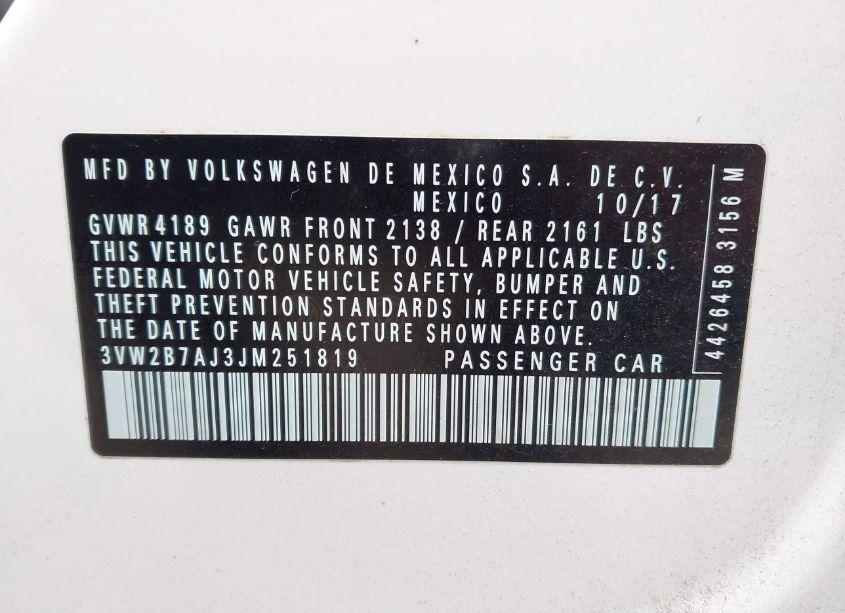 MFD BY VOLKSWAGEN DE MEXICO S.A. DE C.V.
MEXICO 10/17
GVWR 4189 GAWR FRONT 2138 / REAR 2161 LBS
THIS VEHICLE CONFORMS TO ALL APPLICABLE U.S.
FEDERAL MOTOR VEHICLE SAFETY, BUMPER AND
THEFT PREVENTION STANDARDS IN EFFECT ON
THE DATE OF MANUFACTURE SHOWN ABOVE.
3VW2B7AJ3JM251819 PASSENGER CAR
4426458 3156 M